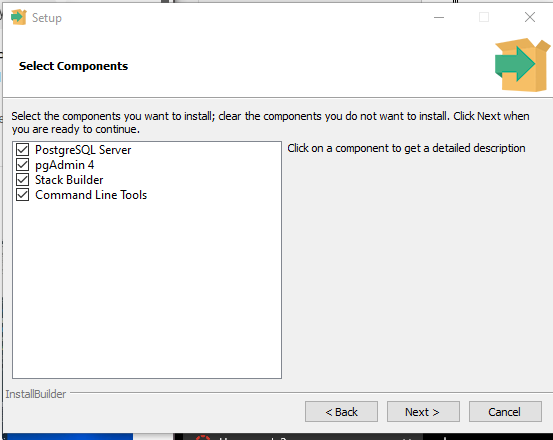 Setup
Select Components
Select the components you want to install; clear the components you do not want to install. Click Next when
you are ready to continue.
PostgreSQL Server
pgAdmin 4
Stack Builder
Command Line Tools
Click on a component to get a detailed description
InstallBuilder
< Back
Next >
Cancel